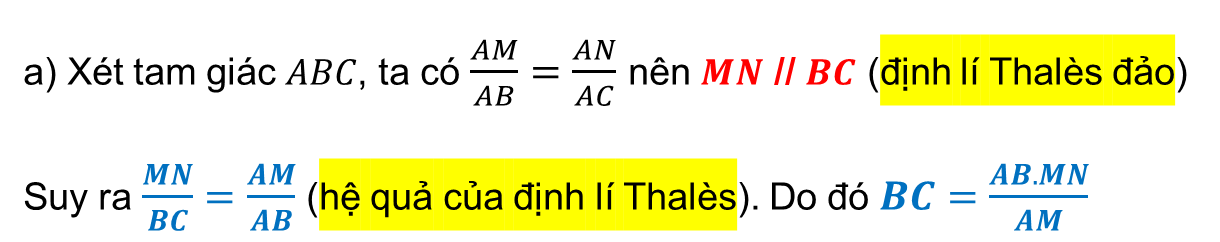 a) Xét tam giác ABC, ta có AM/AB = AN/AC nên MN // BC (định lí Thalès đảo)
Suy ra MN/BC = AM/AB (hệ quả của định lí Thalès). Do đó BC = AB.MN/AM